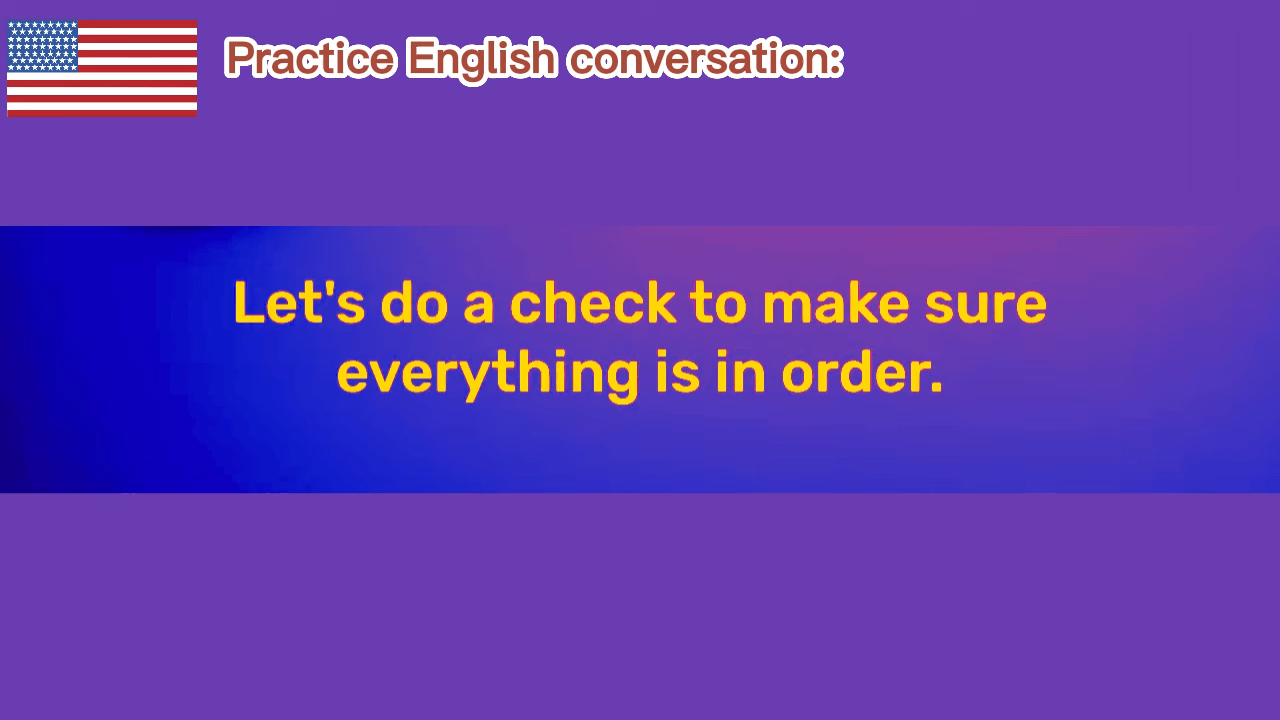 Practice English conversation:
Let's do a check to make sure
everything is in order.